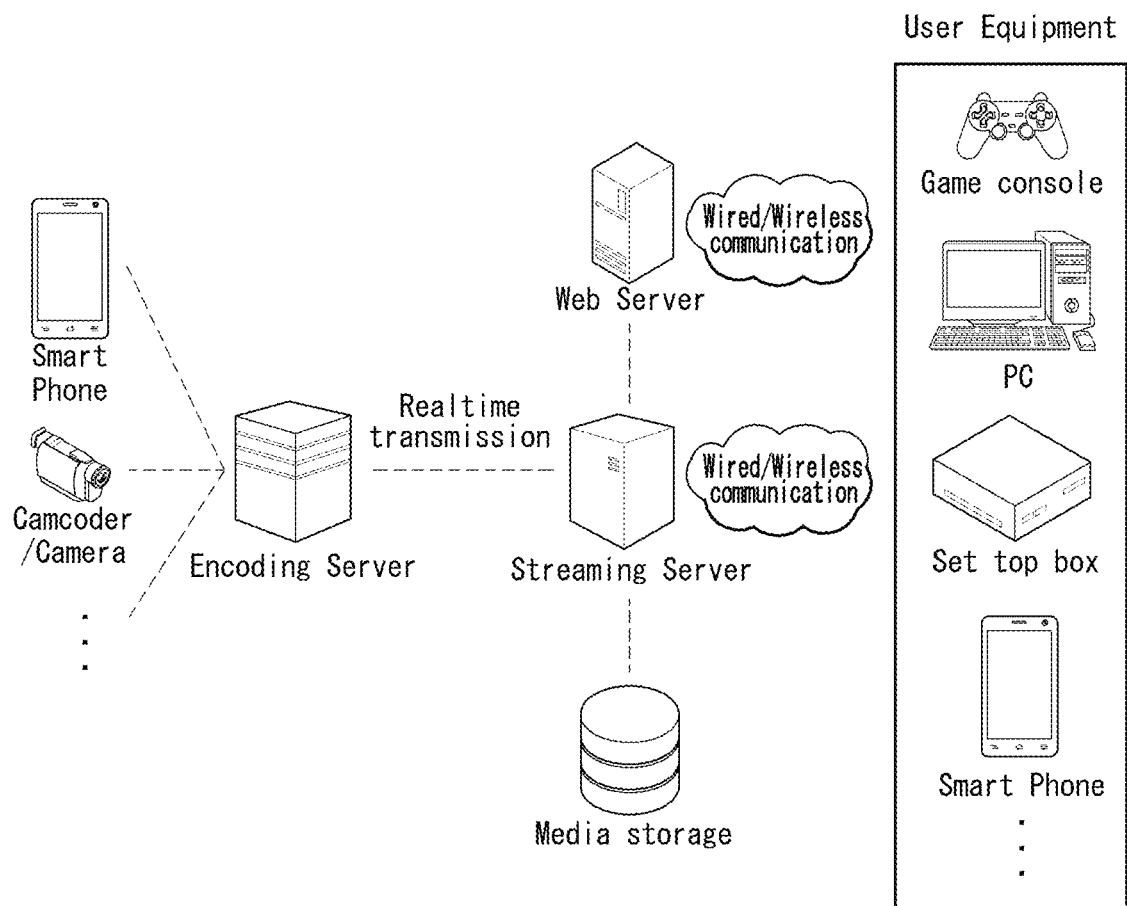 User Equipment
Game console
Wired/Wireless
communication
Web Server
Smart
Phone
PC
Realtime
transmission
Wired/Wireless
communication
Camcoder
/Camera
Encoding Server
Streaming Server
Set top box
Smart Phone
Media storage